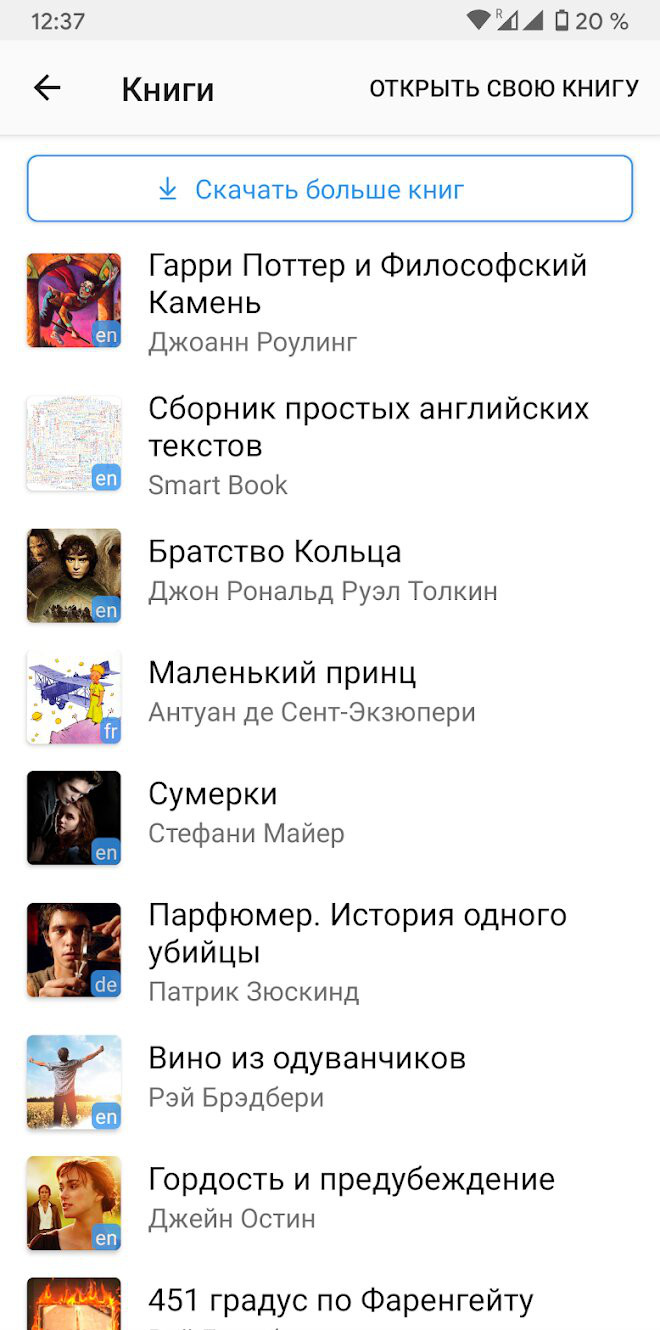 12:37
R
20 %
Книги
ОТКРЫТЬ СВОЮ КНИГУ
Скачать больше книг
Гарри Поттер и Философский
Камень
en
Джоанн Роулинг
Сборник простых английских
текстов
en
Smart Book
Братство Кольца
Джон Рональд Руэл Толкин
en
Маленький принц
Антуан де Сент-Экзюпери
fr
Сумерки
Стефани Майер
en
Парфюмер. История одного
убийцы
de
Патрик Зюскинд
Вино из одуванчиков
Рэй Брэдбери
en
Гордость и предубеждение
Джейн Остин
en
451 градус по Фаренгейту